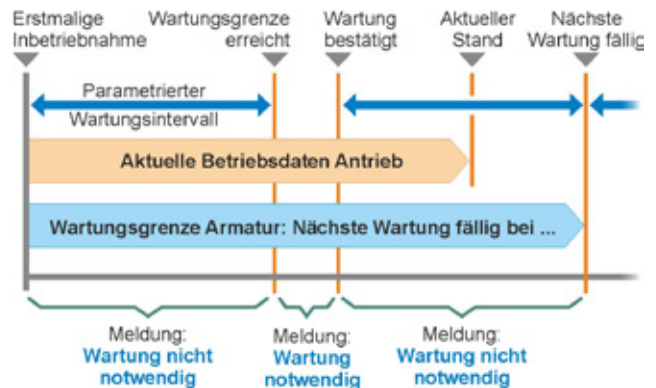 Erstmalige
Inbetriebnahme
Wartungsgrenze
erreicht
Wartung
bestätigt
Aktueller
Stand
Nächste
Wartung fällig
Parametrierter
Wartungsintervall
Aktuelle Betriebsdaten Antrieb
Wartungsgrenze Armatur: Nächste Wartung fällig bei ...
Meldung:
Wartung nicht
notwendig
Meldung:
Wartung
notwendig
Meldung:
Wartung nicht
notwendig